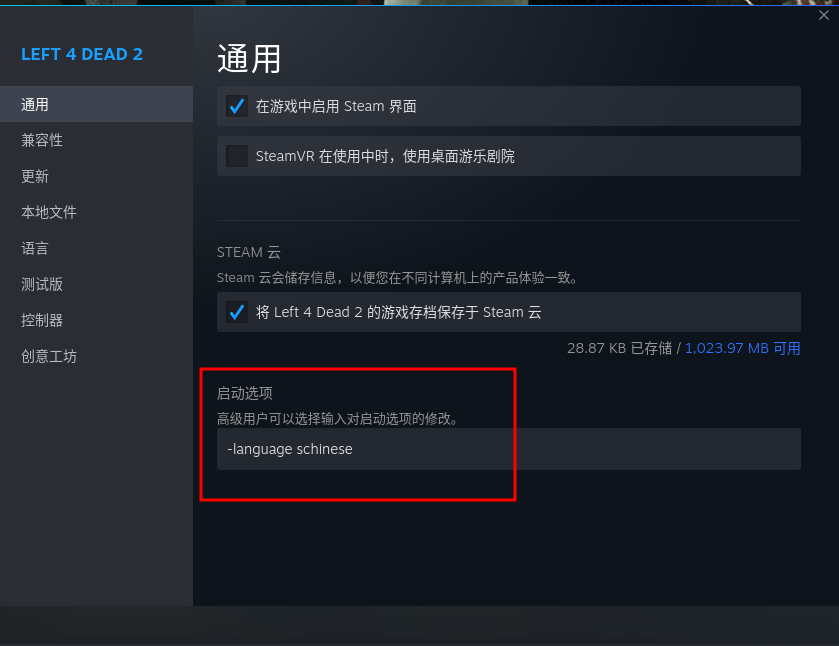 LEFT 4 DEAD 2
通用
兼容性
更新
本地文件
语言
测试版
控制器
创意工坊
通用
在游戏中启用 Steam 界面
SteamVR 在使用中时，使用桌面游乐剧院
STEAM 云
Steam 云会储存信息，以便您在不同计算机上的产品体验一致。
将 Left 4 Dead 2 的游戏存档保存于 Steam 云
28.87 KB 已存储 / 1,023.97 MB 可用
启动选项
高级用户可以选择输入对启动选项的修改。
-language schinese